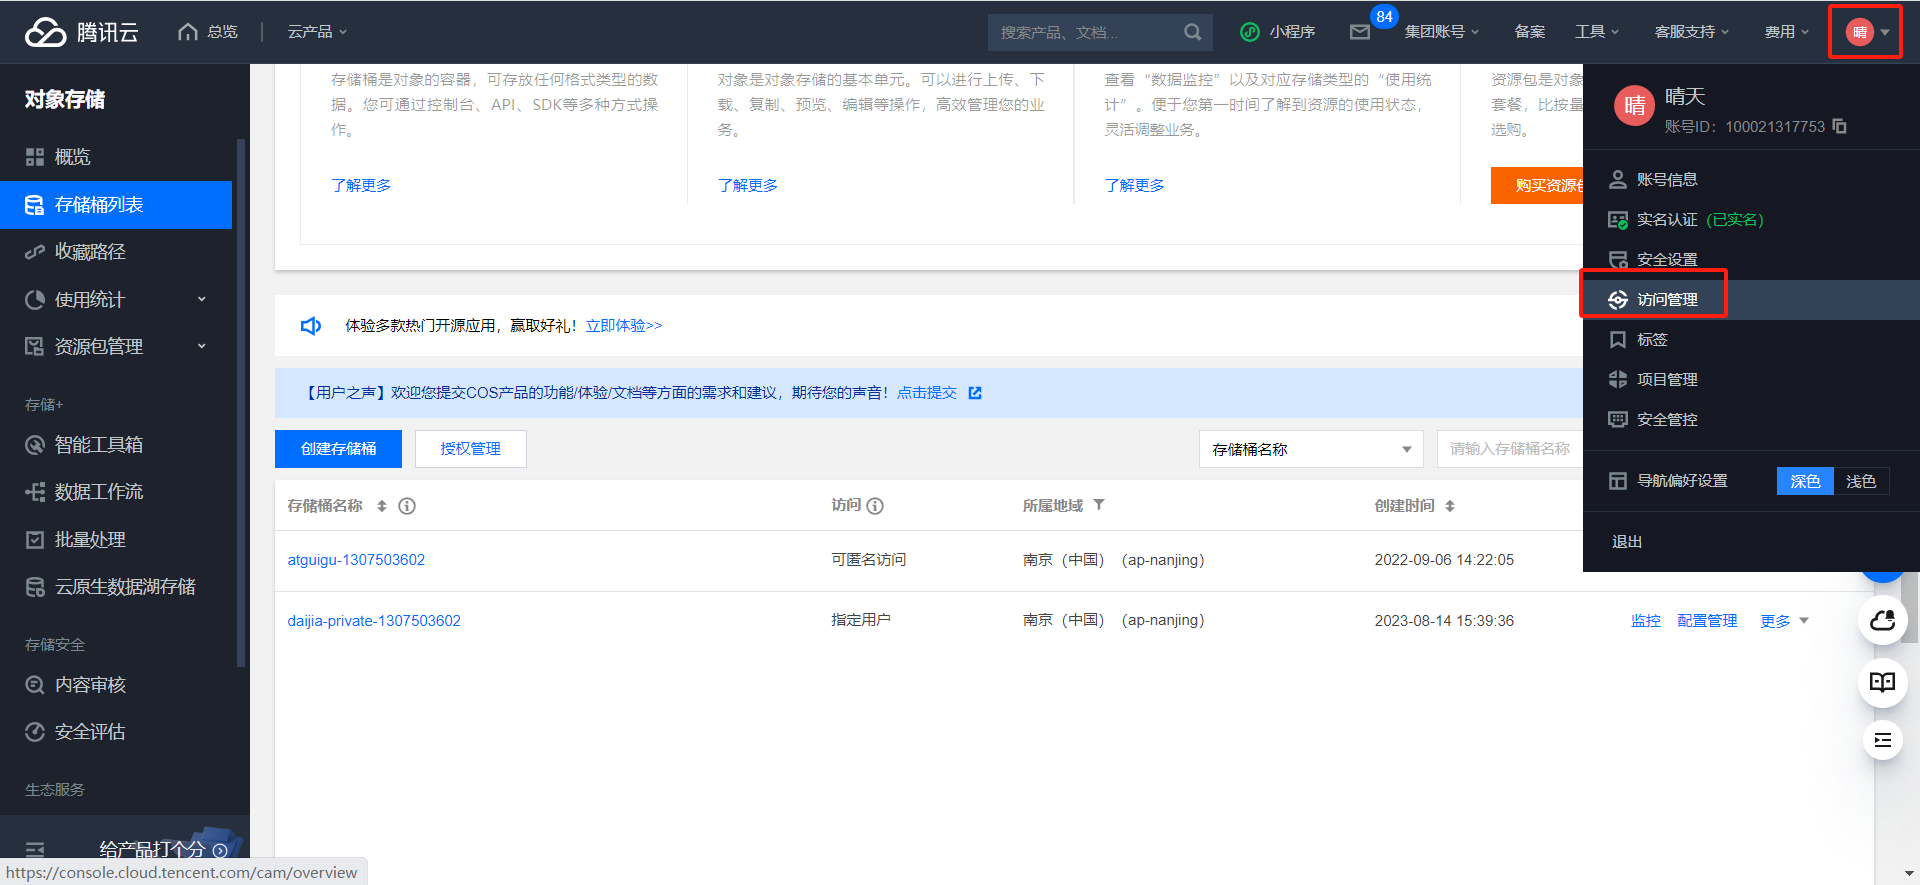 腾讯云
总览
云产品
搜索产品、文档...
小程序
84
集团账号
备案
工具
客服支持
费用
晴
对象存储
概览
存储桶列表
收藏路径
使用统计
资源包管理
存储+
智能工具箱
数据工作流
批量处理
云原生数据湖存储
存储安全
内容审核
安全评估
生态服务
给产品打个分
https://console.cloud.tencent.com/cam/overview
存储桶是对象的容器，可存放任何格式类型的数
据。您可通过控制台、API、SDK等多种方式操
作。
了解更多
对象是对象存储的基本单元。可以进行上传、下
载、复制、预览、编辑等操作，高效管理您的业
务。
了解更多
查看“数据监控”以及对应存储类型的“使用统
计”。便于您第一时间了解到资源的使用状态，
灵活调整业务。
了解更多
资源包是对象
套餐，比按量
选购。
购买资源包
体验多款热门开源应用，赢取好礼！立即体验>>
【用户之声】欢迎您提交COS产品的功能/体验/文档等方面的需求和建议，期待您的声音！点击提交
创建存储桶
授权管理
存储桶名称
请输入存储桶名称
存储桶名称
访问
所属地域
创建时间
atguigu-1307503602
可匿名访问
南京（中国）（ap-nanjing）
2022-09-06 14:22:05
daijia-private-1307503602
指定用户
南京（中国）（ap-nanjing）
2023-08-14 15:39:36
监控
配置管理
更多
晴
晴天
账号ID：100021317753
账号信息
实名认证（已实名）
安全设置
访问管理
标签
项目管理
安全管控
导航偏好设置
深色
浅色
退出